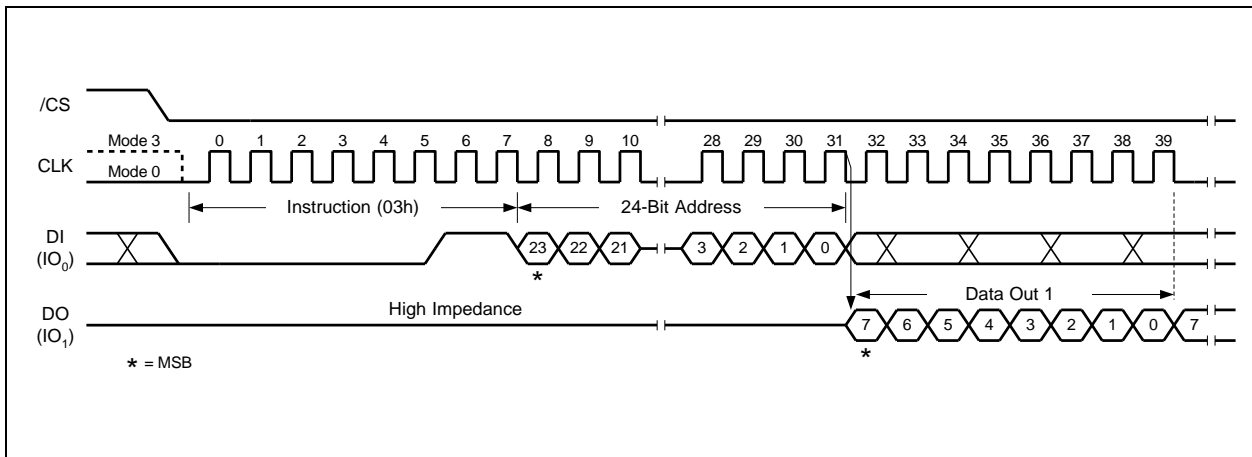 /CS
Mode 3 0 1 2 3 4 5 6 7 8 9 10 28 29 30 31 32 33 34 35 36 37 38 39
CLK
Mode 0
Instruction (03h) 24-Bit Address
DI
(IO0)
23 22 21 3 2 1 0
*
High Impedance Data Out 1
DO
(IO1)
7 6 5 4 3 2 1 0 7
*
* = MSB